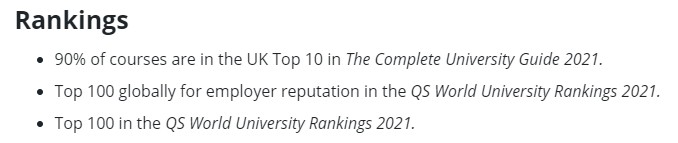 Rankings
• 90% of courses are in the UK Top 10 in The Complete University Guide 2021.
• Top 100 globally for employer reputation in the QS World University Rankings 2021.
• Top 100 in the QS World University Rankings 2021.